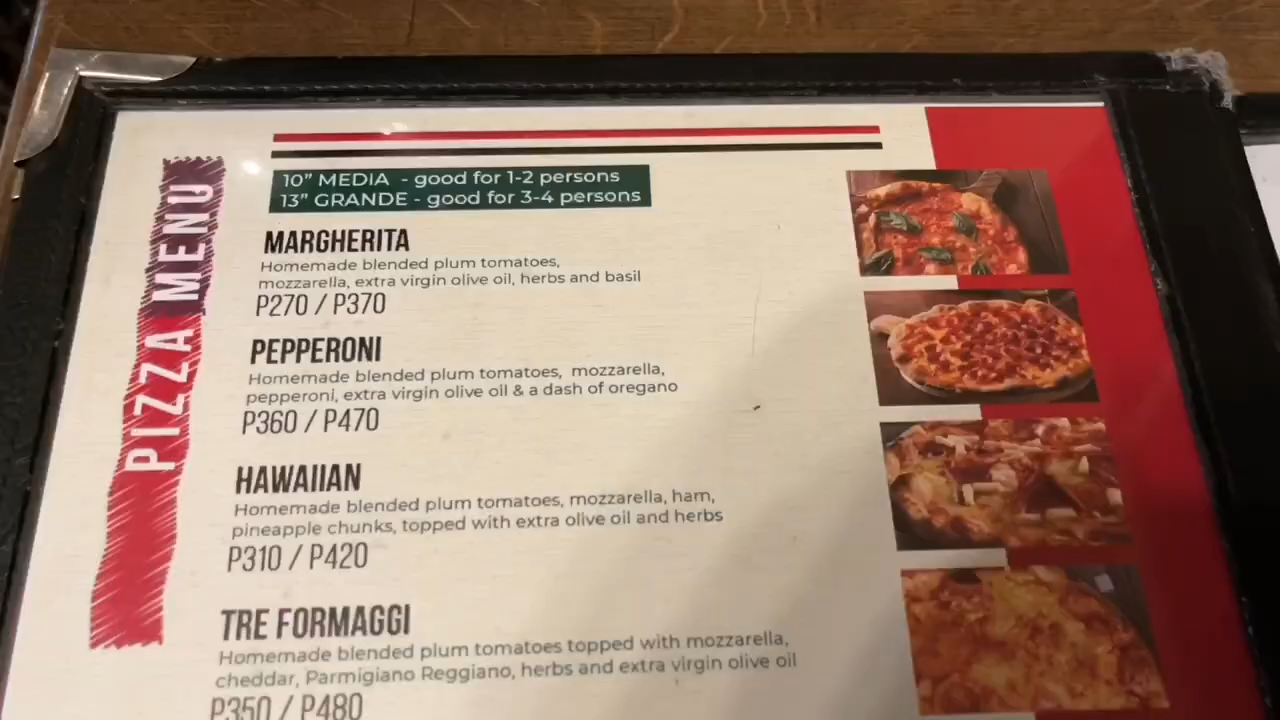 PIZZA MENU
10” MEDIA - good for 1-2 persons
13” GRANDE - good for 3-4 persons
MARGHERITA
Homemade blended plum tomatoes,
mozzarella, extra virgin olive oil, herbs and basil
P270 / P370
PEPPERONI
Homemade blended plum tomatoes, mozzarella,
pepperoni, extra virgin olive oil & a dash of oregano
P360 / P470
HAWAIIAN
Homemade blended plum tomatoes, mozzarella, ham,
pineapple chunks, topped with extra olive oil and herbs
P310 / P420
TRE FORMAGGI
Homemade blended plum tomatoes topped with mozzarella,
cheddar, Parmigiano Reggiano, herbs and extra virgin olive oil
P350 / P480